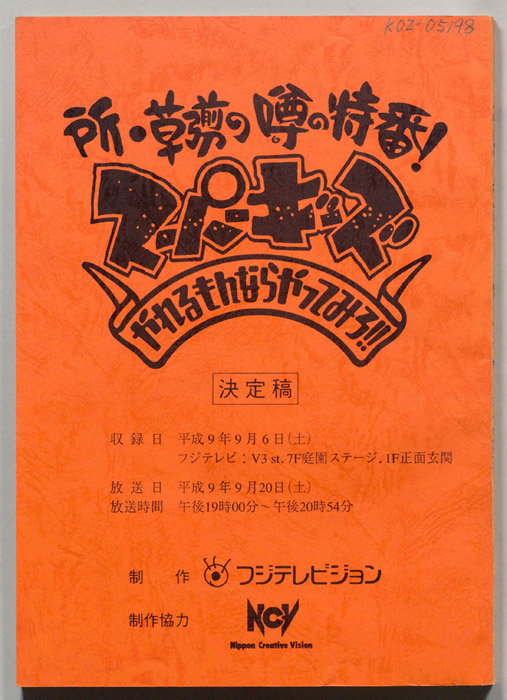 KOZ-05198
所・草彅の噂の特番!
スーパーキッズ
やれるもんならやってみろ!!
決定稿
収録日 平成9年9月6日(土)
フジテレビ:V3 st. 7F庭園ステージ. 1F正面玄関
放送日 平成9年9月20日(土)
放送時間 午後19時00分~午後20時54分
制作 フジテレビジョン
制作協力 NCV
Nippon Creative Vision